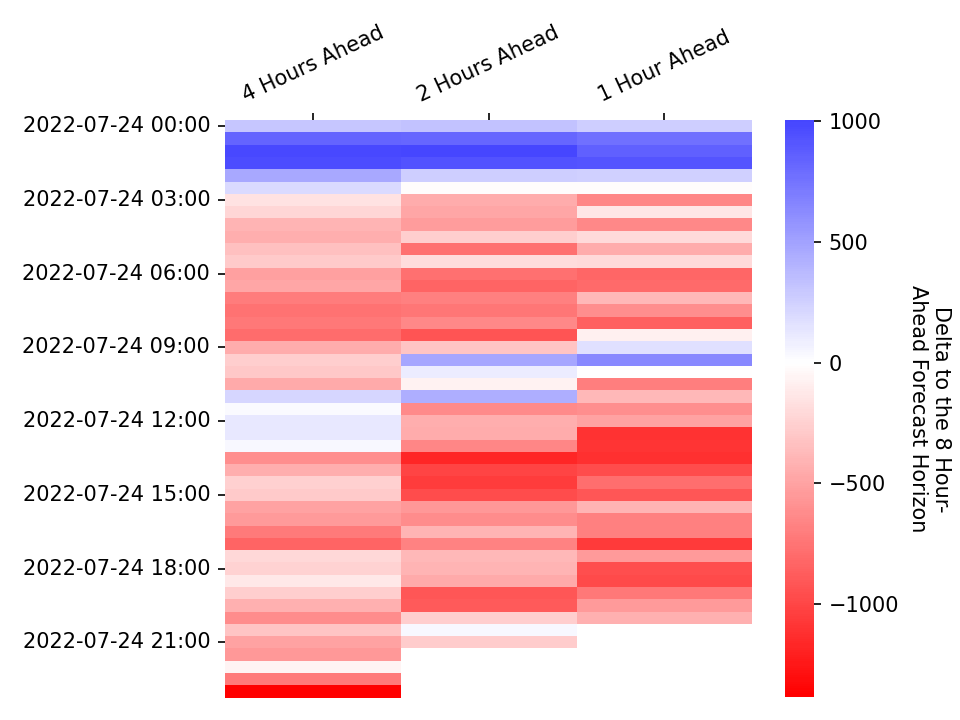 4 Hours Ahead
2 Hours Ahead
1 Hour Ahead
2022-07-24 00:00
2022-07-24 03:00
2022-07-24 06:00
2022-07-24 09:00
2022-07-24 12:00
2022-07-24 15:00
2022-07-24 18:00
2022-07-24 21:00
1000
500
0
−500
−1000
Delta to the 8 Hour-
Ahead Forecast Horizon